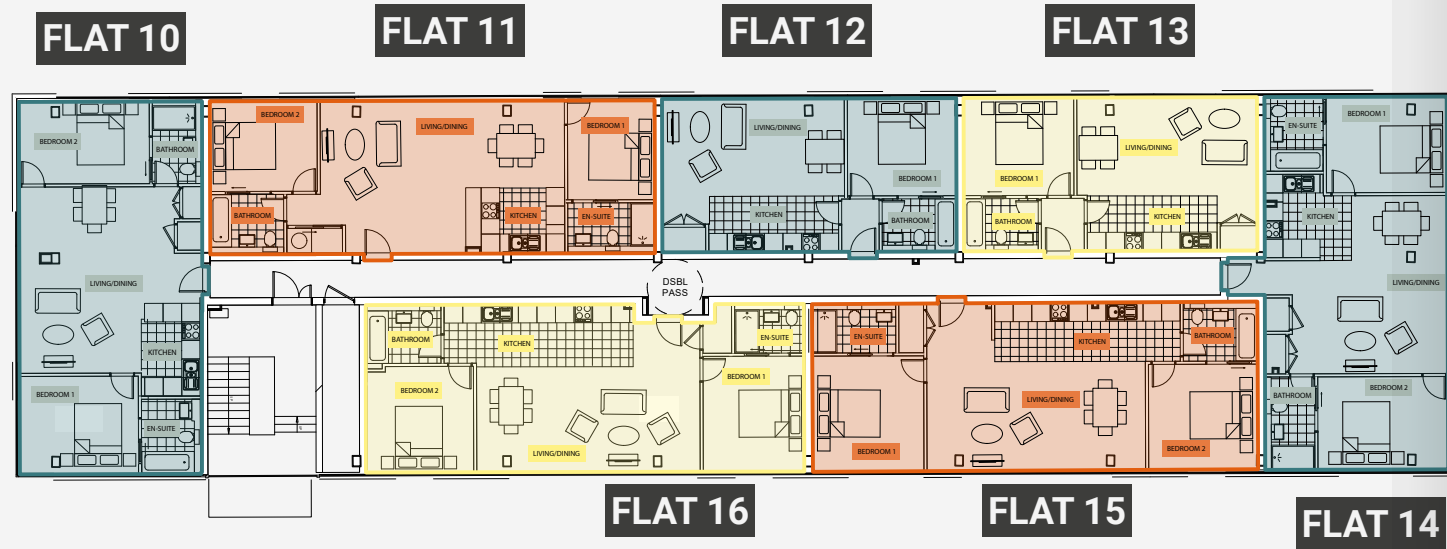 FLAT 10
FLAT 11
FLAT 12
FLAT 13
BEDROOM 2
BATHROOM
LIVING/DINING
KITCHEN
BEDROOM 1
EN-SUITE
BEDROOM 2
LIVING/DINING
BEDROOM 1
BATHROOM
KITCHEN
EN-SUITE
LIVING/DINING
BEDROOM 1
KITCHEN
BATHROOM
LIVING/DINING
BEDROOM 1
BATHROOM
KITCHEN
EN-SUITE
BEDROOM 1
KITCHEN
LIVING/DINING
BATHROOM
BEDROOM 2
DSBL
PASS
BATHROOM
KITCHEN
EN-SUITE
BEDROOM 2
BEDROOM 1
LIVING/DINING
EN-SUITE
KITCHEN
BATHROOM
LIVING/DINING
BEDROOM 1
BEDROOM 2
FLAT 16
FLAT 15
FLAT 14